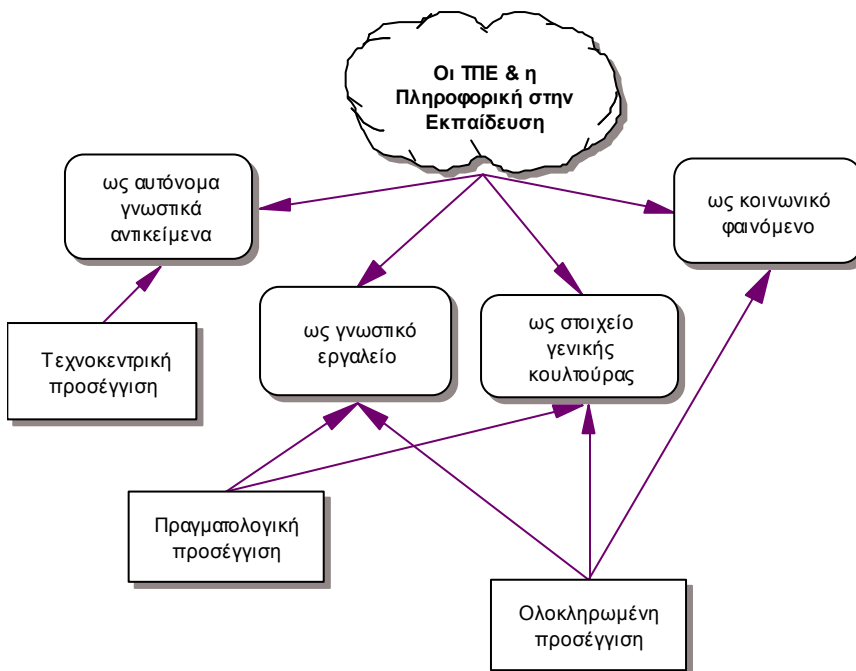 Οι ΤΠΕ & η
Πληροφορική στην
Εκπαίδευση
ως αυτόνομα
γνωστικά
αντικείμενα
ως κοινωνικό
φαινόμενο
ως γνωστικό
εργαλείο
ως στοιχείο
γενικής
κουλτούρας
Τεχνοκεντρική
προσέγγιση
Πραγματολογική
προσέγγιση
Ολοκληρωμένη
προσέγγιση